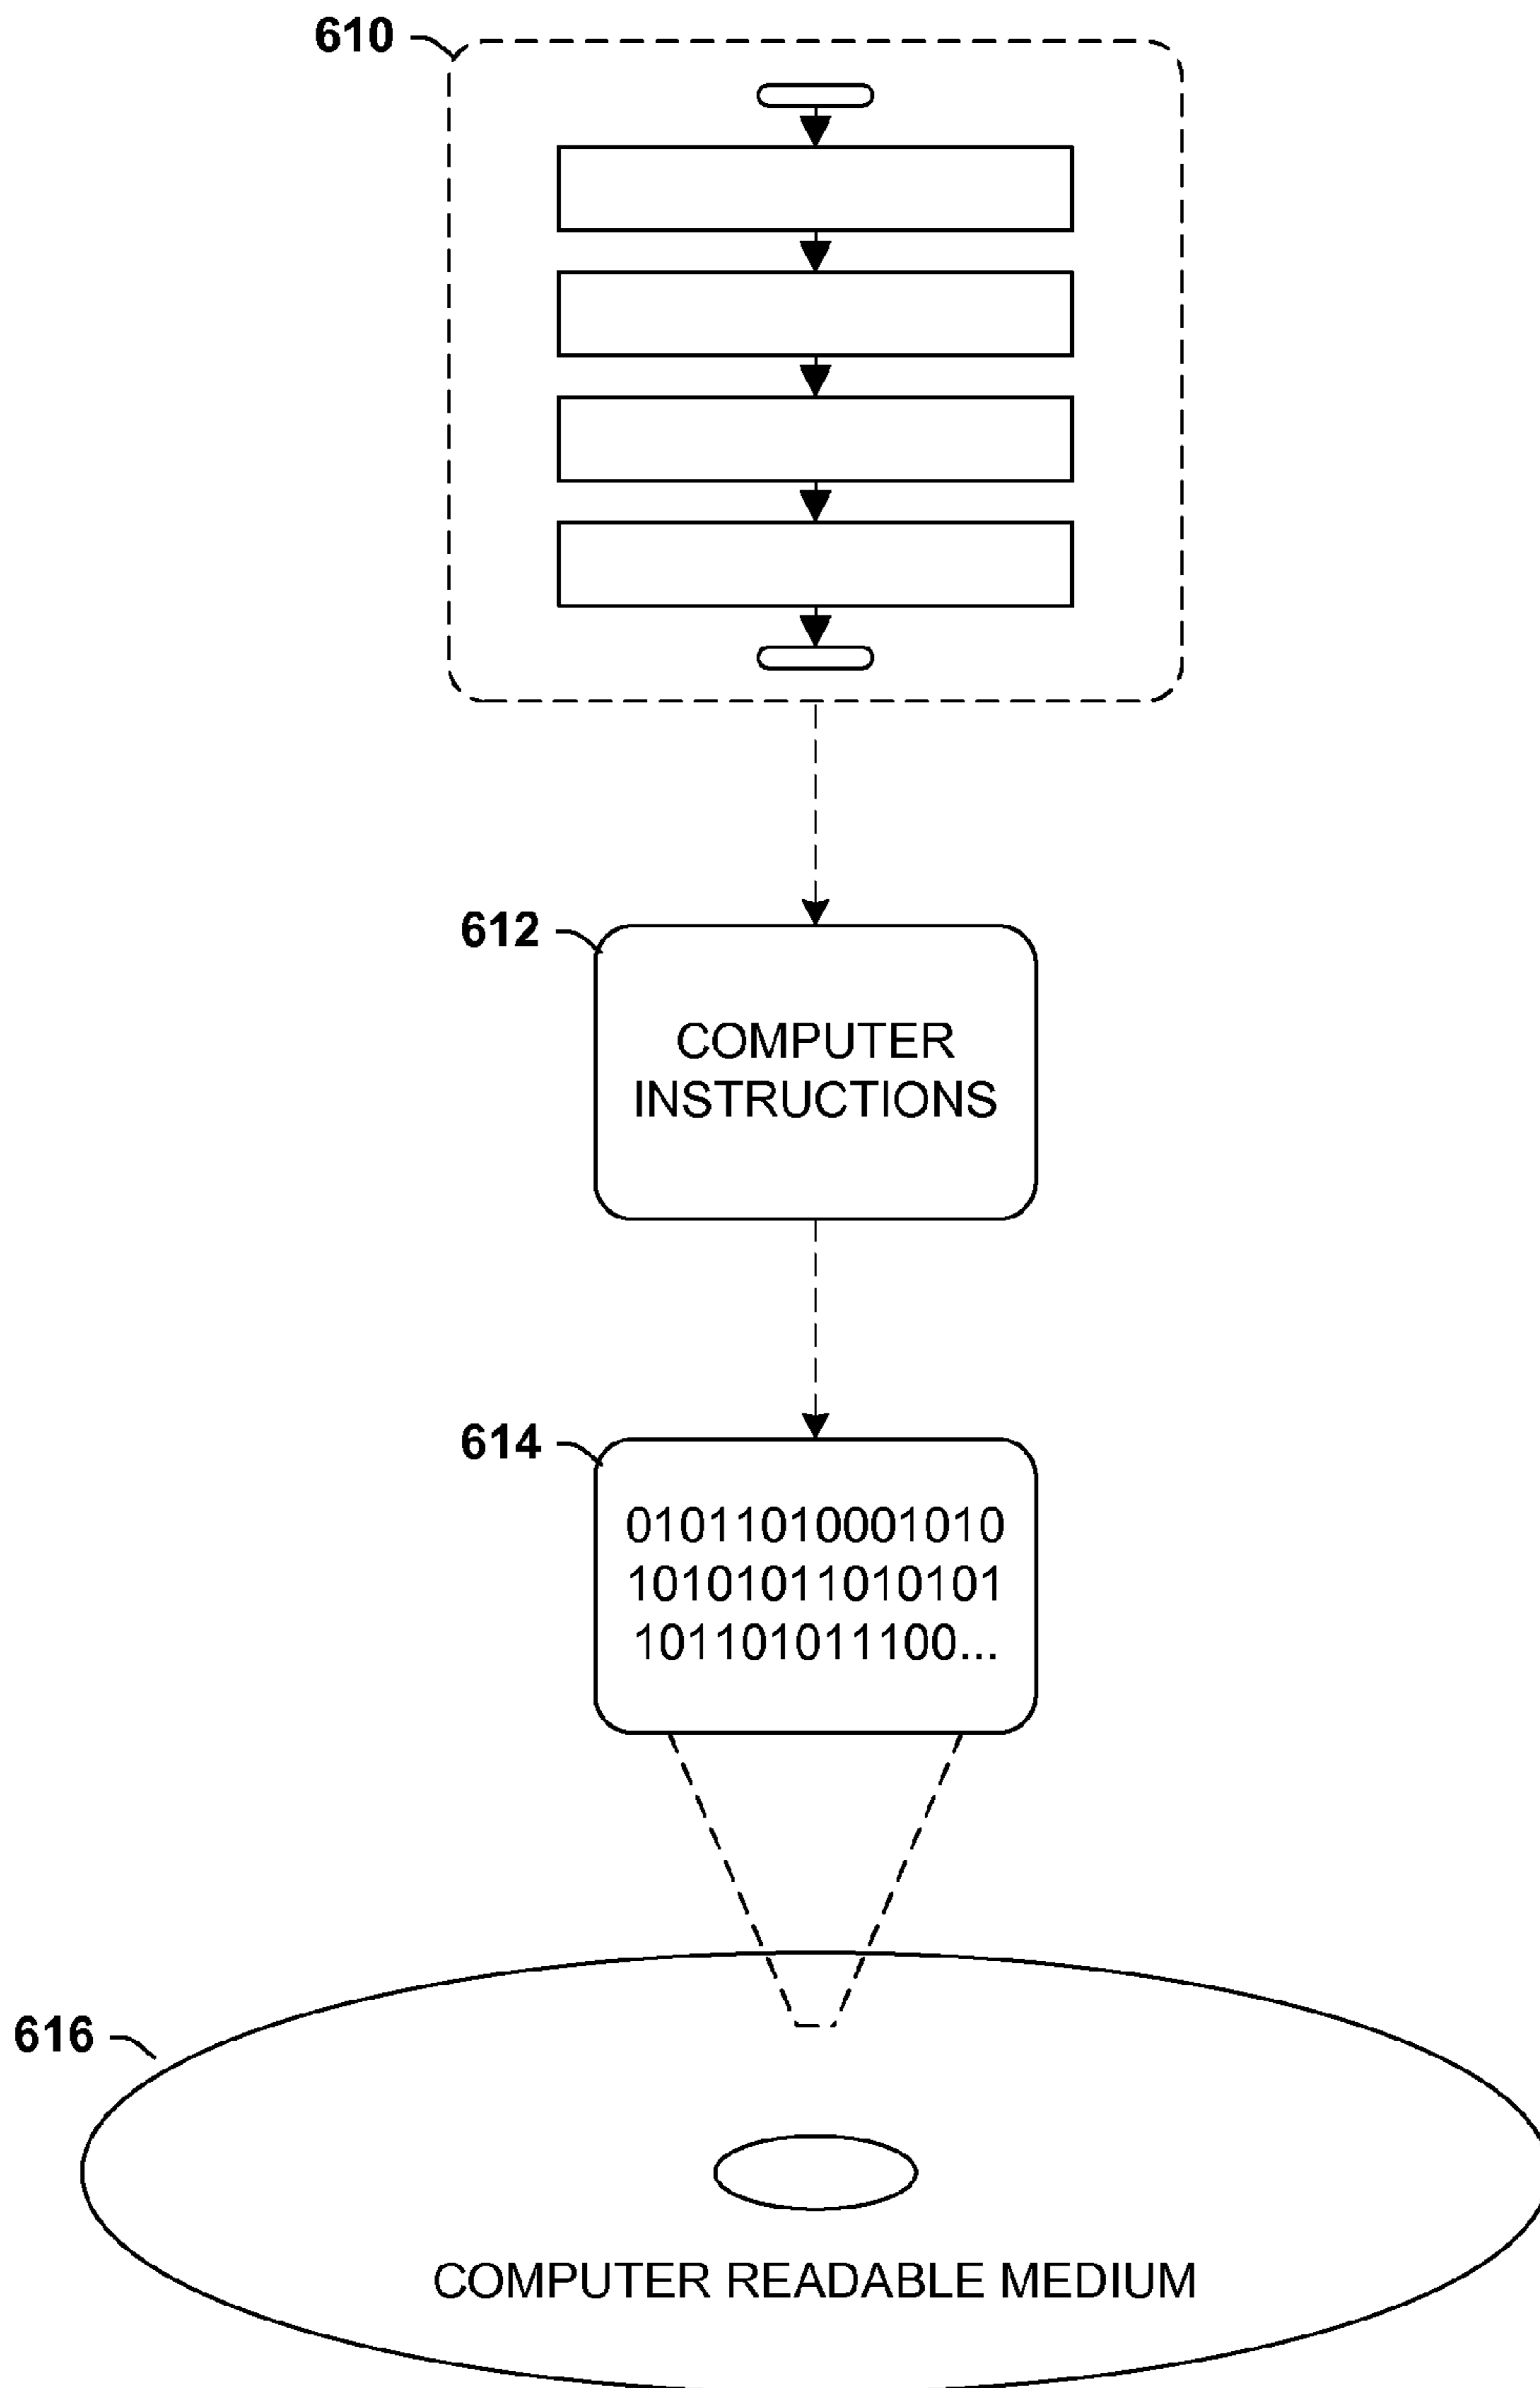 610
612
COMPUTER
INSTRUCTIONS
614
01011010001010
10101011010101
101101011100...
616
COMPUTER READABLE MEDIUM